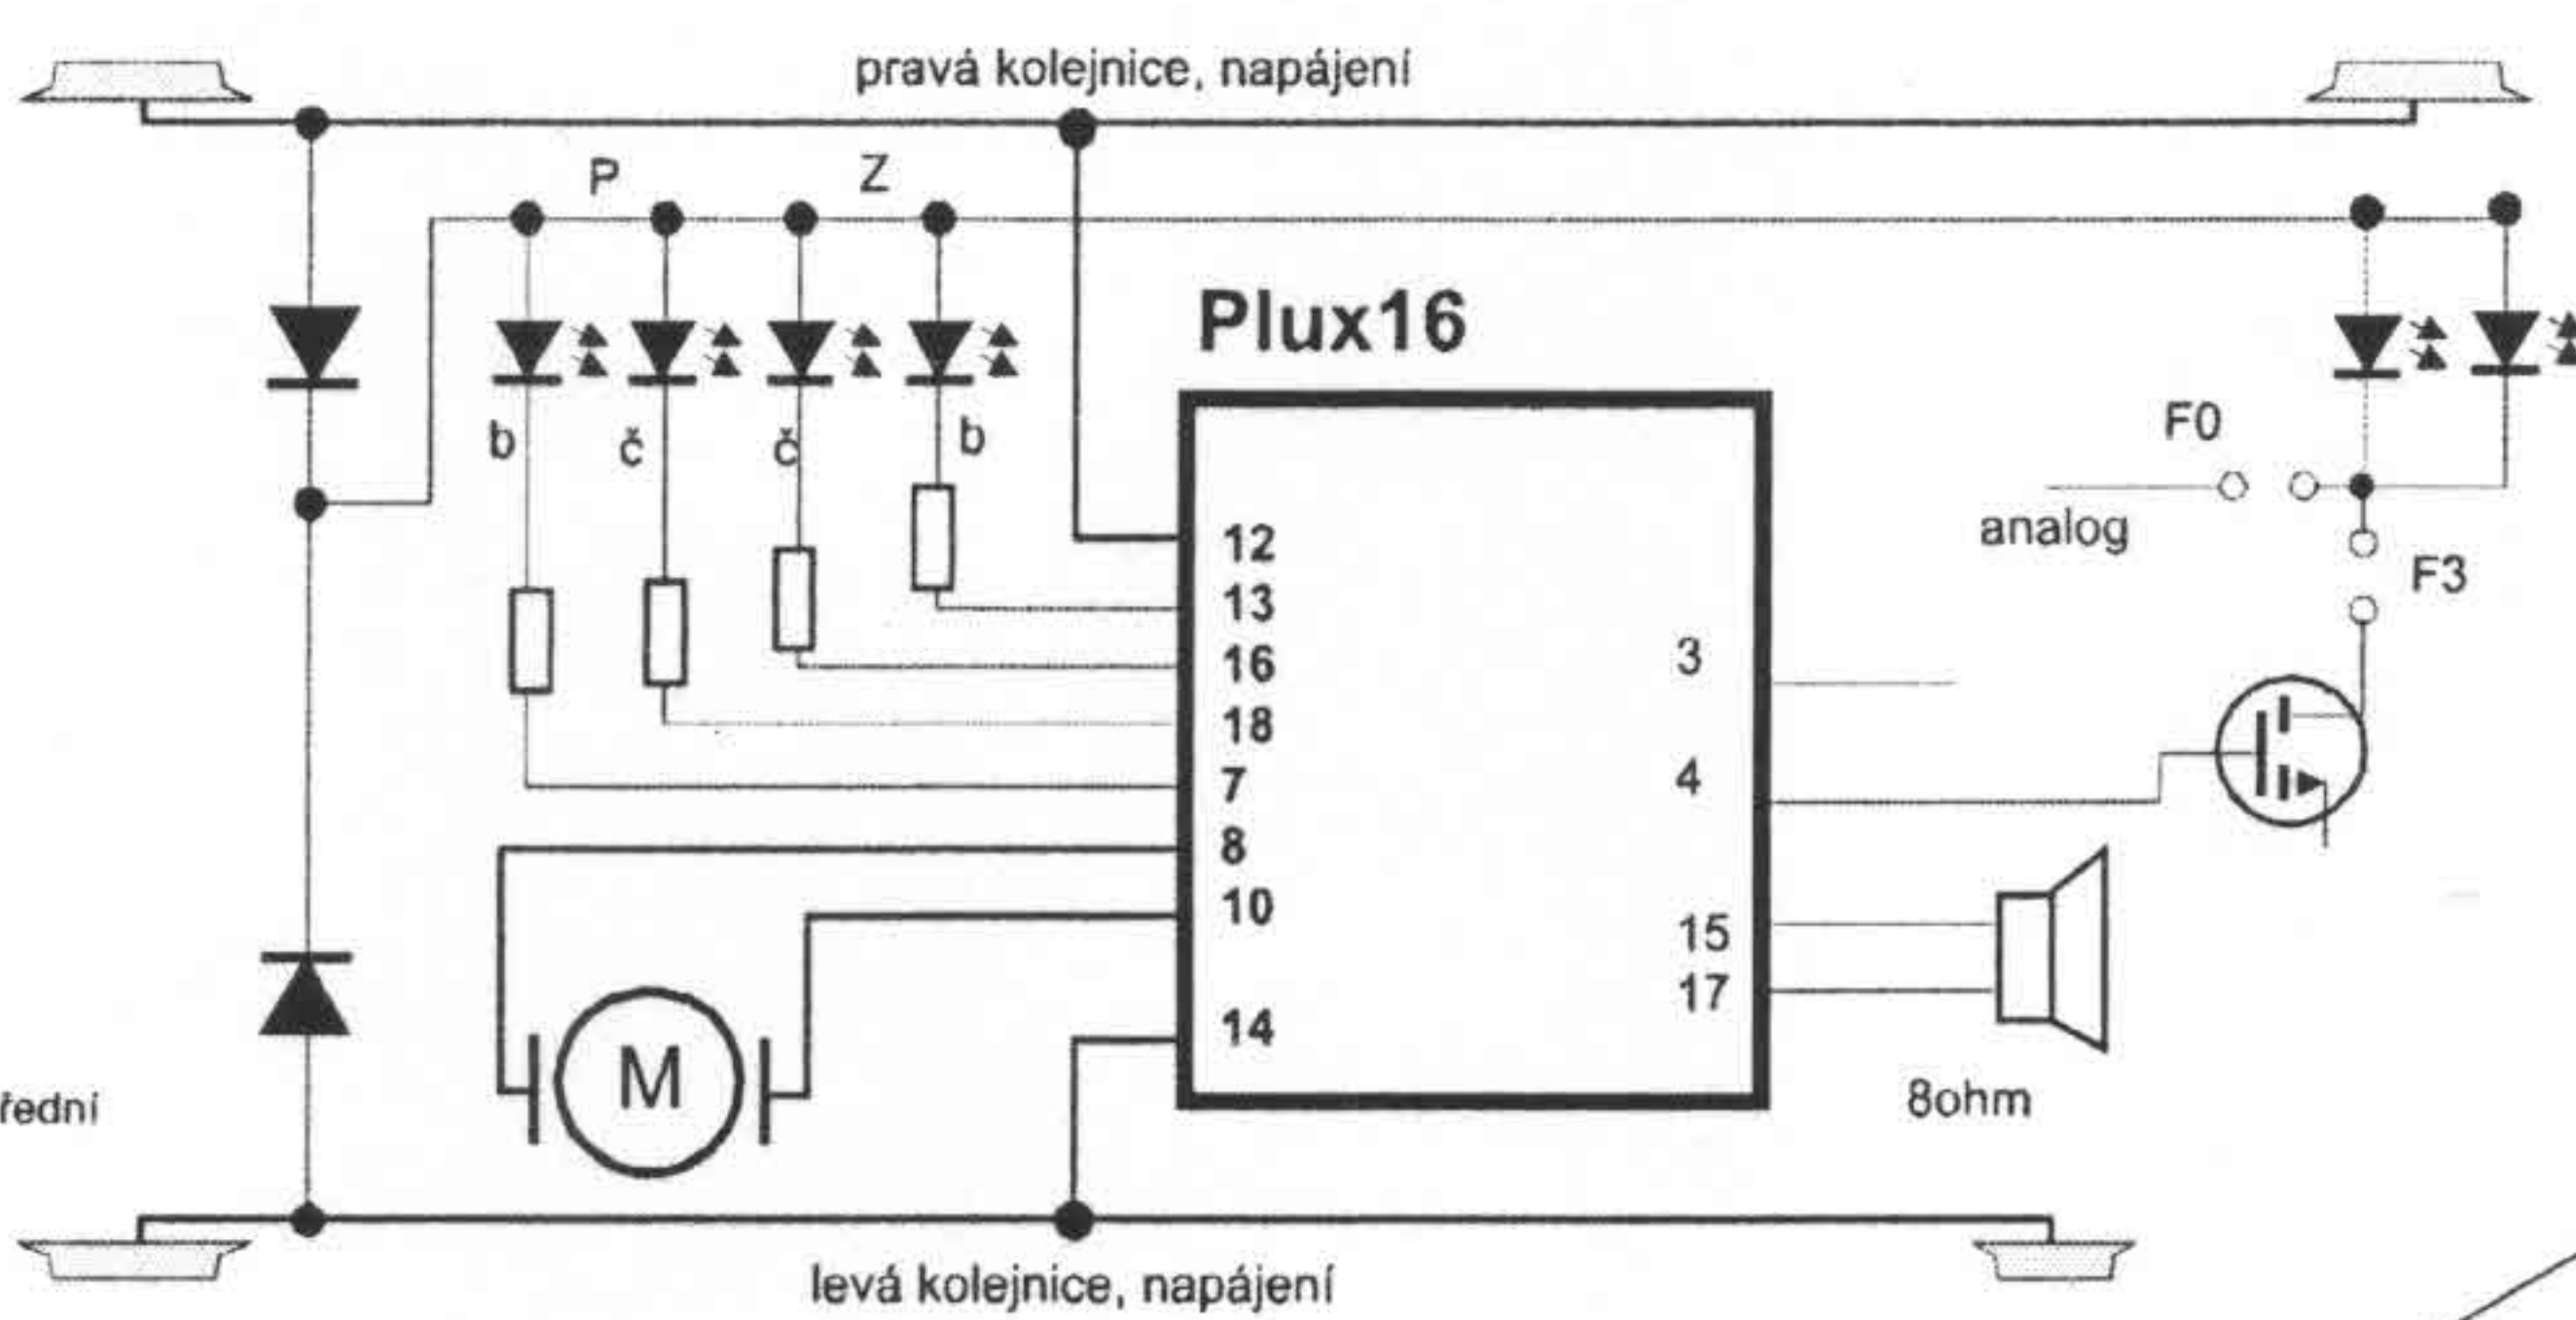 pravá kolejnice, napájení
P
Z
Plux16
b
č
č
b
F0
analog
F3
12
13
16
18
7
8
10
14
3
4
15
17
M
8ohm
řední
levá kolejnice, napájení